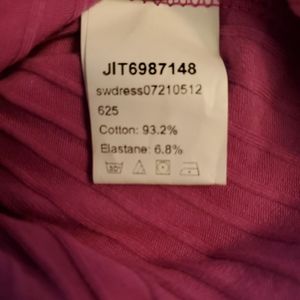 JIT6987148
swdress07210512
625
Cotton: 93.2%
Elastane: 6.8%